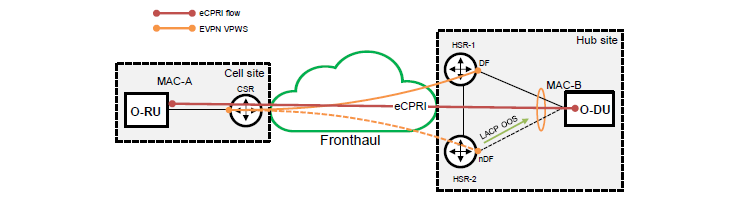 eCPRI flow
EVPN VPWS
Hub site
HSR-1
DF
Cell site
MAC-A
CSR
MAC-B
O-RU
eCPRI
O-DU
LACP OOS
Fronthaul
nDF
HSR-2